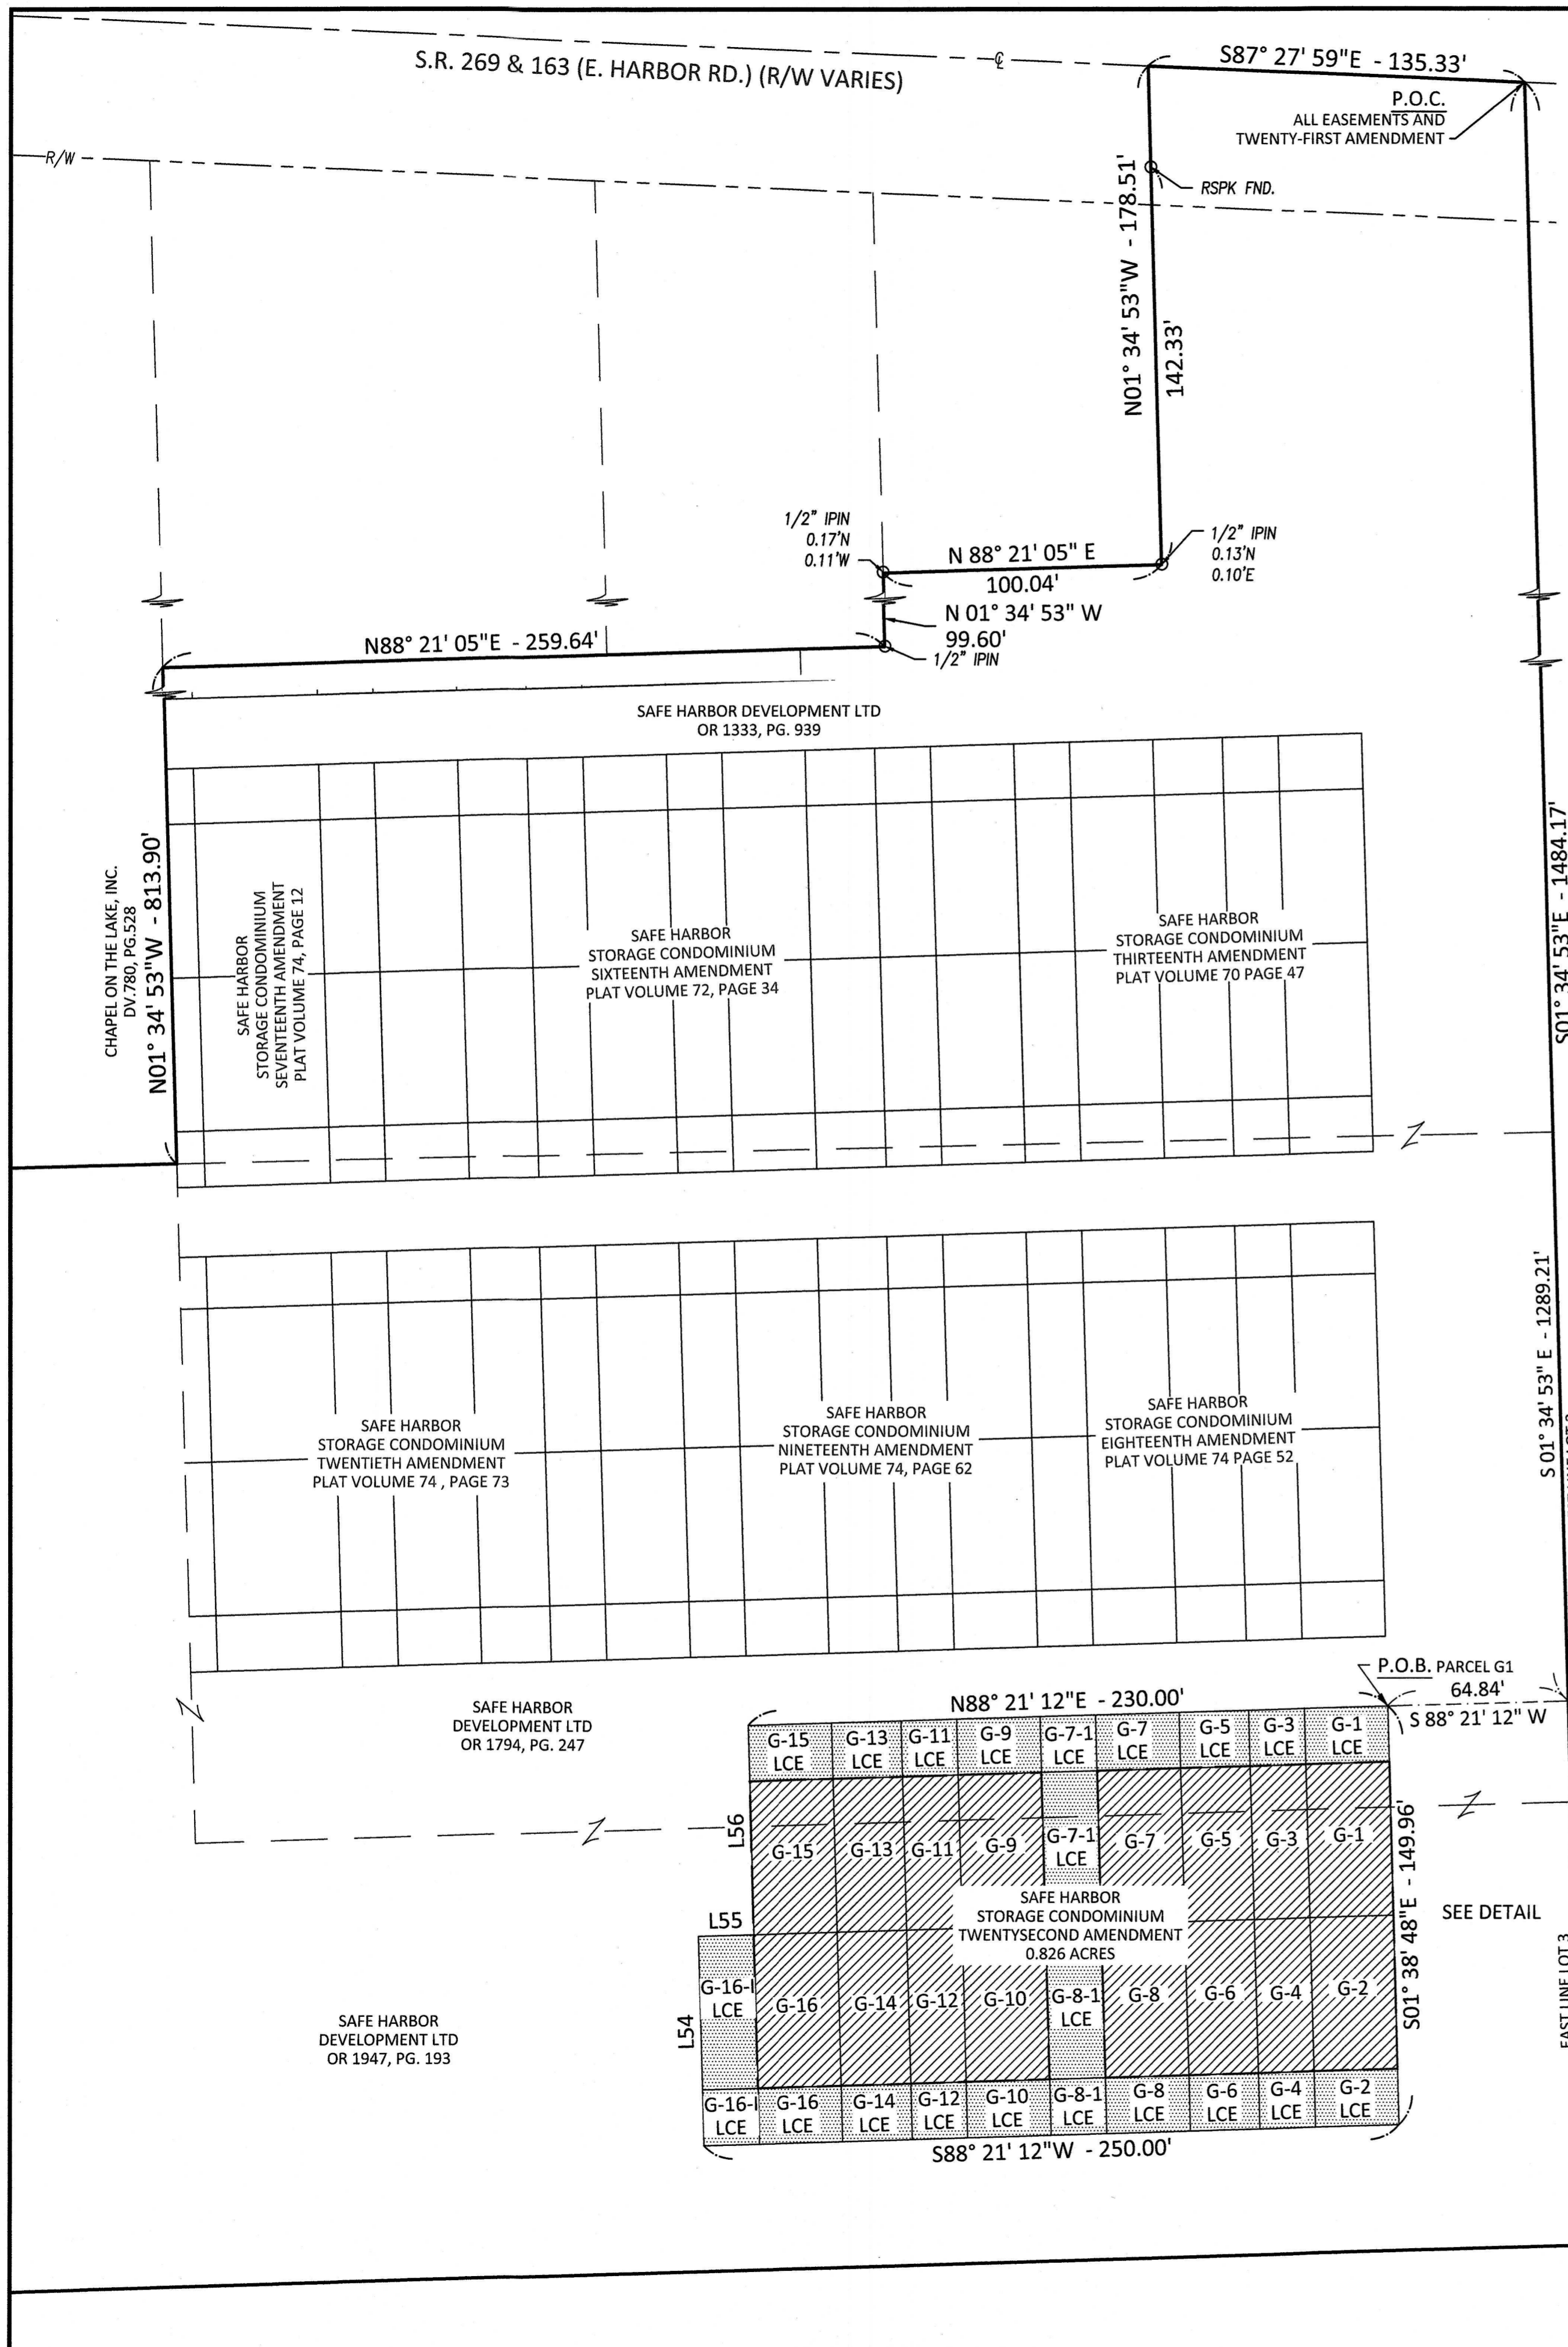 S.R. 269 & 163 (E. HARBOR RD.) (R/W VARIES)
℄
S87° 27' 59"E - 135.33'
P.O.C.
ALL EASEMENTS AND
TWENTY-FIRST AMENDMENT
R/W
RSPK FND.
N01° 34' 53"W - 178.51'
142.33'
1/2" IPIN
0.17'N
0.11'W
N 88° 21' 05" E
100.04'
1/2" IPIN
0.13'N
0.10'E
N 01° 34' 53" W
99.60'
1/2" IPIN
N88° 21' 05"E - 259.64'
SAFE HARBOR DEVELOPMENT LTD
OR 1333, PG. 939
CHAPEL ON THE LAKE, INC.
DV.780, PG.528
N01° 34' 53"W - 813.90'
SAFE HARBOR
STORAGE CONDOMINIUM
SEVENTEENTH AMENDMENT
PLAT VOLUME 74, PAGE 12
SAFE HARBOR
STORAGE CONDOMINIUM
SIXTEENTH AMENDMENT
PLAT VOLUME 72, PAGE 34
SAFE HARBOR
STORAGE CONDOMINIUM
THIRTEENTH AMENDMENT
PLAT VOLUME 70 PAGE 47
S01° 34' 53"E - 1484.17'
S 01° 34' 53" E - 1289.21'
SAFE HARBOR
STORAGE CONDOMINIUM
TWENTIETH AMENDMENT
PLAT VOLUME 74 , PAGE 73
SAFE HARBOR
STORAGE CONDOMINIUM
NINETEENTH AMENDMENT
PLAT VOLUME 74, PAGE 62
SAFE HARBOR
STORAGE CONDOMINIUM
EIGHTEENTH AMENDMENT
PLAT VOLUME 74 PAGE 52
SAFE HARBOR
DEVELOPMENT LTD
OR 1794, PG. 247
P.O.B. PARCEL G1
64.84'
S 88° 21' 12" W
N88° 21' 12"E - 230.00'
G-15 G-13 G-11 G-9 G-7-1 G-7 G-5 G-3 G-1
LCE LCE LCE LCE LCE LCE LCE LCE LCE
L56
G-15 G-13 G-11 G-9 G-7-1 G-7 G-5 G-3 G-1
LCE
S01° 38' 48"E - 149.96'
SEE DETAIL
EAST LINE LOT 3
SAFE HARBOR
STORAGE CONDOMINIUM
TWENTYSECOND AMENDMENT
0.826 ACRES
L55
L54
G-16-I G-16 G-14 G-12 G-10 G-8-1 G-8 G-6 G-4 G-2
LCE LCE
G-16-I G-16 G-14 G-12 G-10 G-8-1 G-8 G-6 G-4 G-2
LCE LCE LCE LCE LCE LCE LCE LCE LCE LCE
S88° 21' 12"W - 250.00'
SAFE HARBOR
DEVELOPMENT LTD
OR 1947, PG. 193